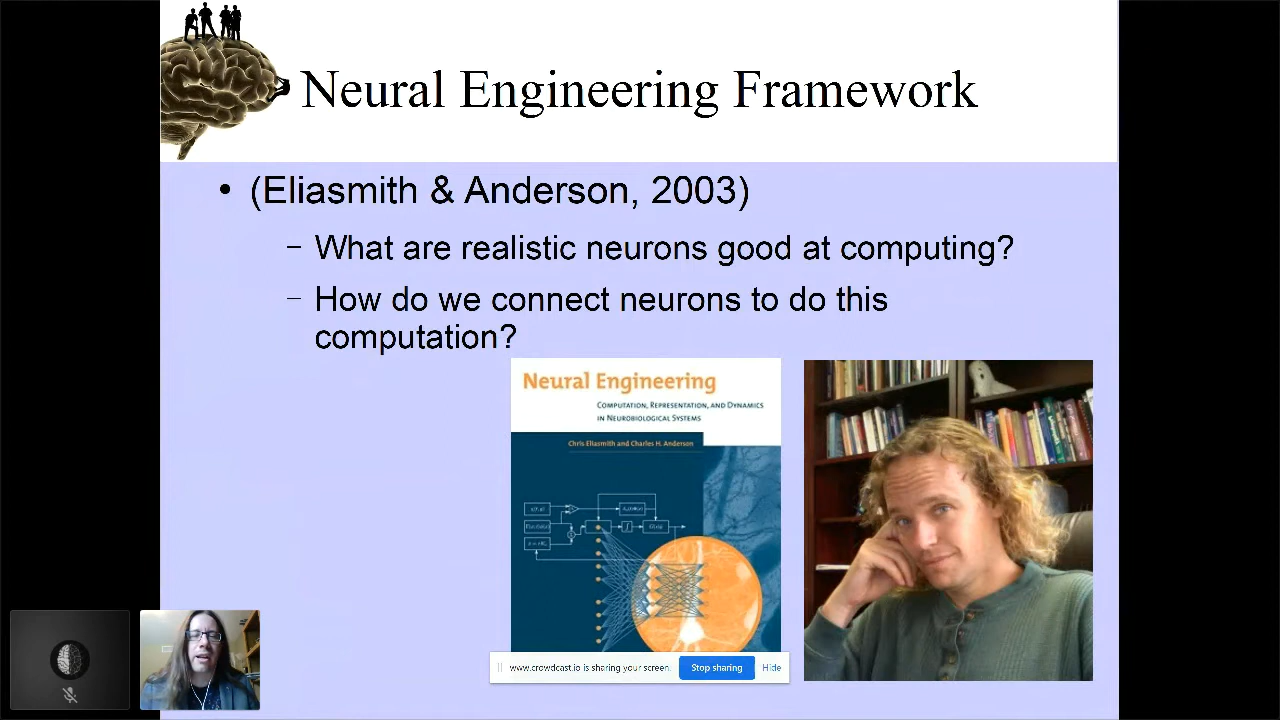 Neural Engineering Framework
• (Eliasmith & Anderson, 2003)
– What are realistic neurons good at computing?
– How do we connect neurons to do this
computation?
Neural Engineering
Computation, Representation, and Dynamics
in Neurobiological Systems
Chris Eliasmith and Charles H. Anderson
www.crowdcast.io is sharing your screen.
Stop sharing
Hide